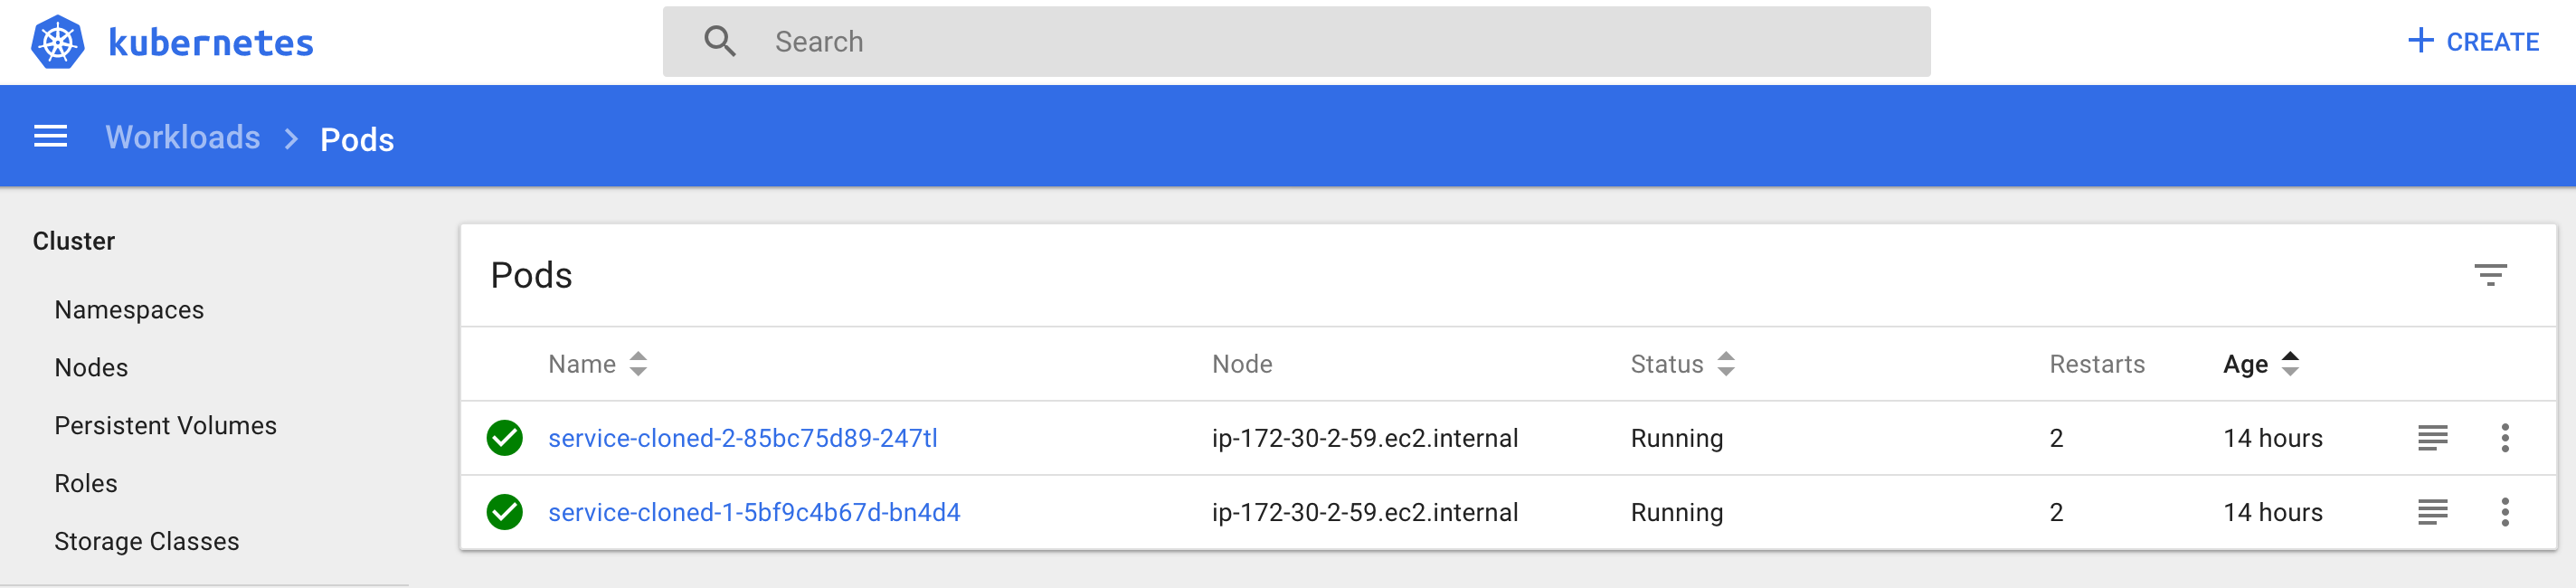 kubernetes
Search
CREATE
Workloads > Pods
Cluster
Namespaces
Nodes
Persistent Volumes
Roles
Storage Classes
Pods
Name Node Status Restarts Age
service-cloned-2-85bc75d89-247tl ip-172-30-2-59.ec2.internal Running 2 14 hours
service-cloned-1-5bf9c4b67d-bn4d4 ip-172-30-2-59.ec2.internal Running 2 14 hours